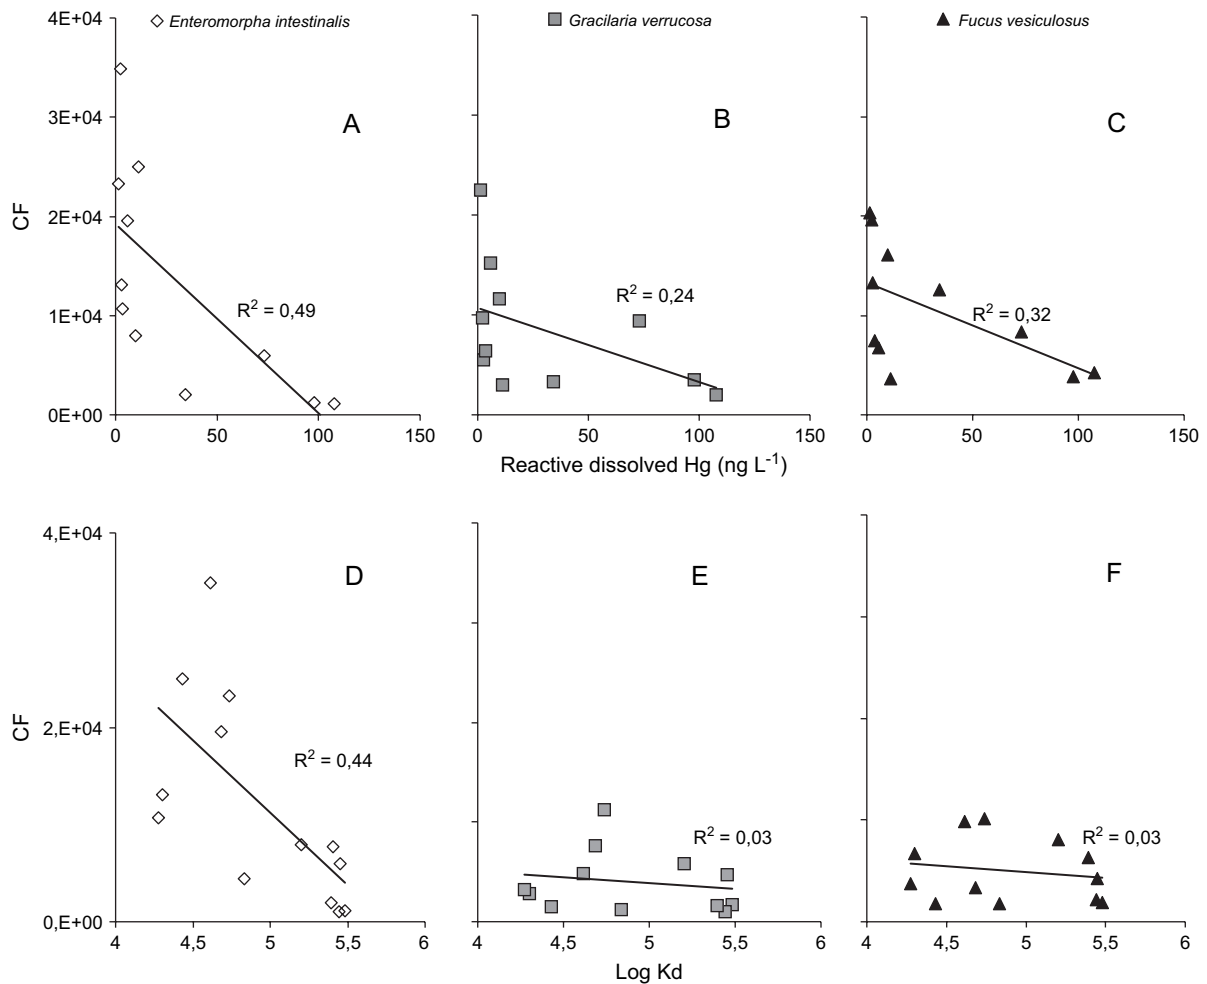 4E+04
3E+04
2E+04
1E+04
0E+00
CF
Enteromorpha intestinalis
Gracilaria verrucosa
Fucus vesiculosus
A
B
C
R² = 0,49
R² = 0,24
R² = 0,32
0 50 100 150
0 50 100 150
0 50 100 150
Reactive dissolved Hg (ng L⁻¹)
4,E+04
2,E+04
0,E+00
CF
D
E
F
R² = 0,44
R² = 0,03
R² = 0,03
4 4,5 5 5,5 6
4 4,5 5 5,5 6
4 4,5 5 5,5 6
Log Kd